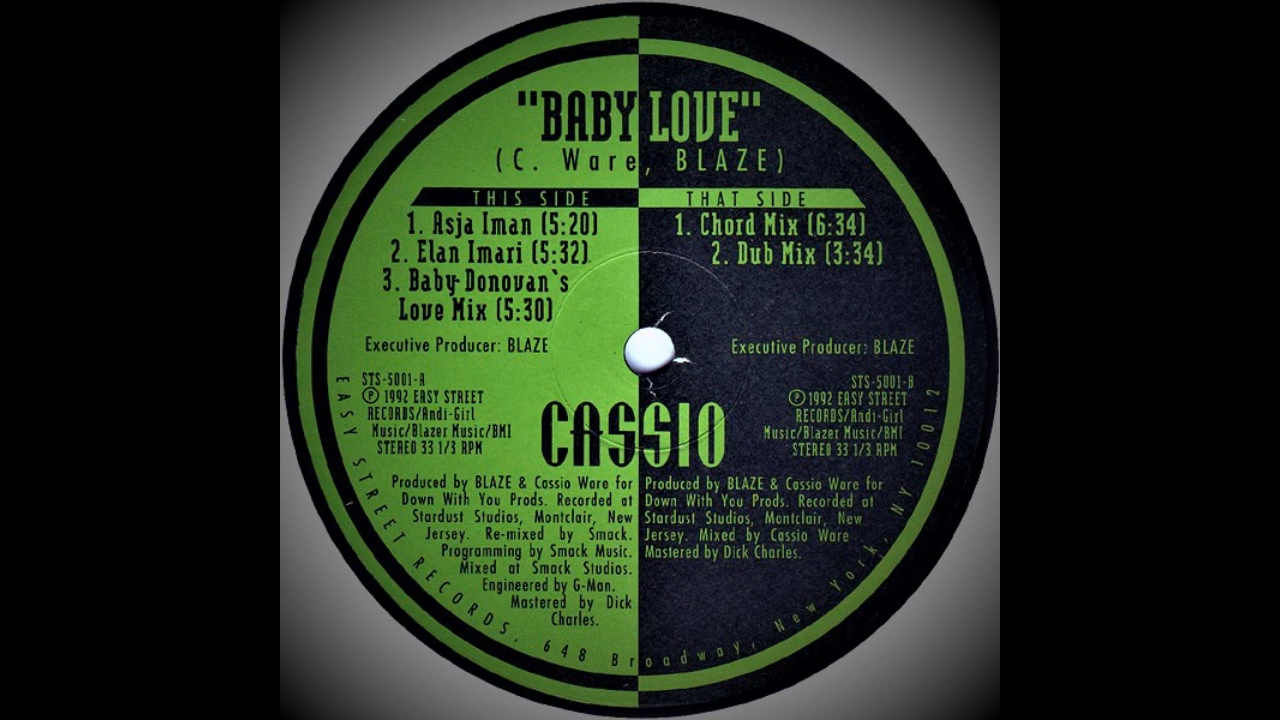 "BABY LOVE"
(C. Ware, BLAZE)
THIS SIDE
1. Asja Iman (5:20)
2. Elan Imari (5:32)
3. Baby Donovan`s
Love Mix (5:30)
Executive Producer: BLAZE
STS-5001-A
Ⓟ 1992 EASY STREET
RECORDS/Andi-Girl
Music/Blazer Music/BMI
STEREO 33 1/3 RPM
THAT SIDE
1. Chord Mix (6:34)
2. Dub Mix (3:34)
Executive Producer: BLAZE
STS-5001-B
Ⓟ 1992 EASY STREET
RECORDS/Andi-Girl
Music/Blazer Music/BMI
STEREO 33 1/3 RPM
CASSIO
Produced by BLAZE & Cassio Ware for
Down With You Prods. Recorded at
Stardust Studios, Montclair, New
Jersey. Re-mixed by Smack.
Programming by Smack Music.
Mixed at Smack Studios.
Engineered by G-Man.
Mastered by Dick
Charles.
Produced by BLAZE & Cassio Ware for
Down With You Prods. Recorded at
Stardust Studios, Montclair, New
Jersey. Mixed by Cassio Ware
Mastered by Dick Charles.
EASY STREET RECORDS, 648 Broadway, New York, NY 10012